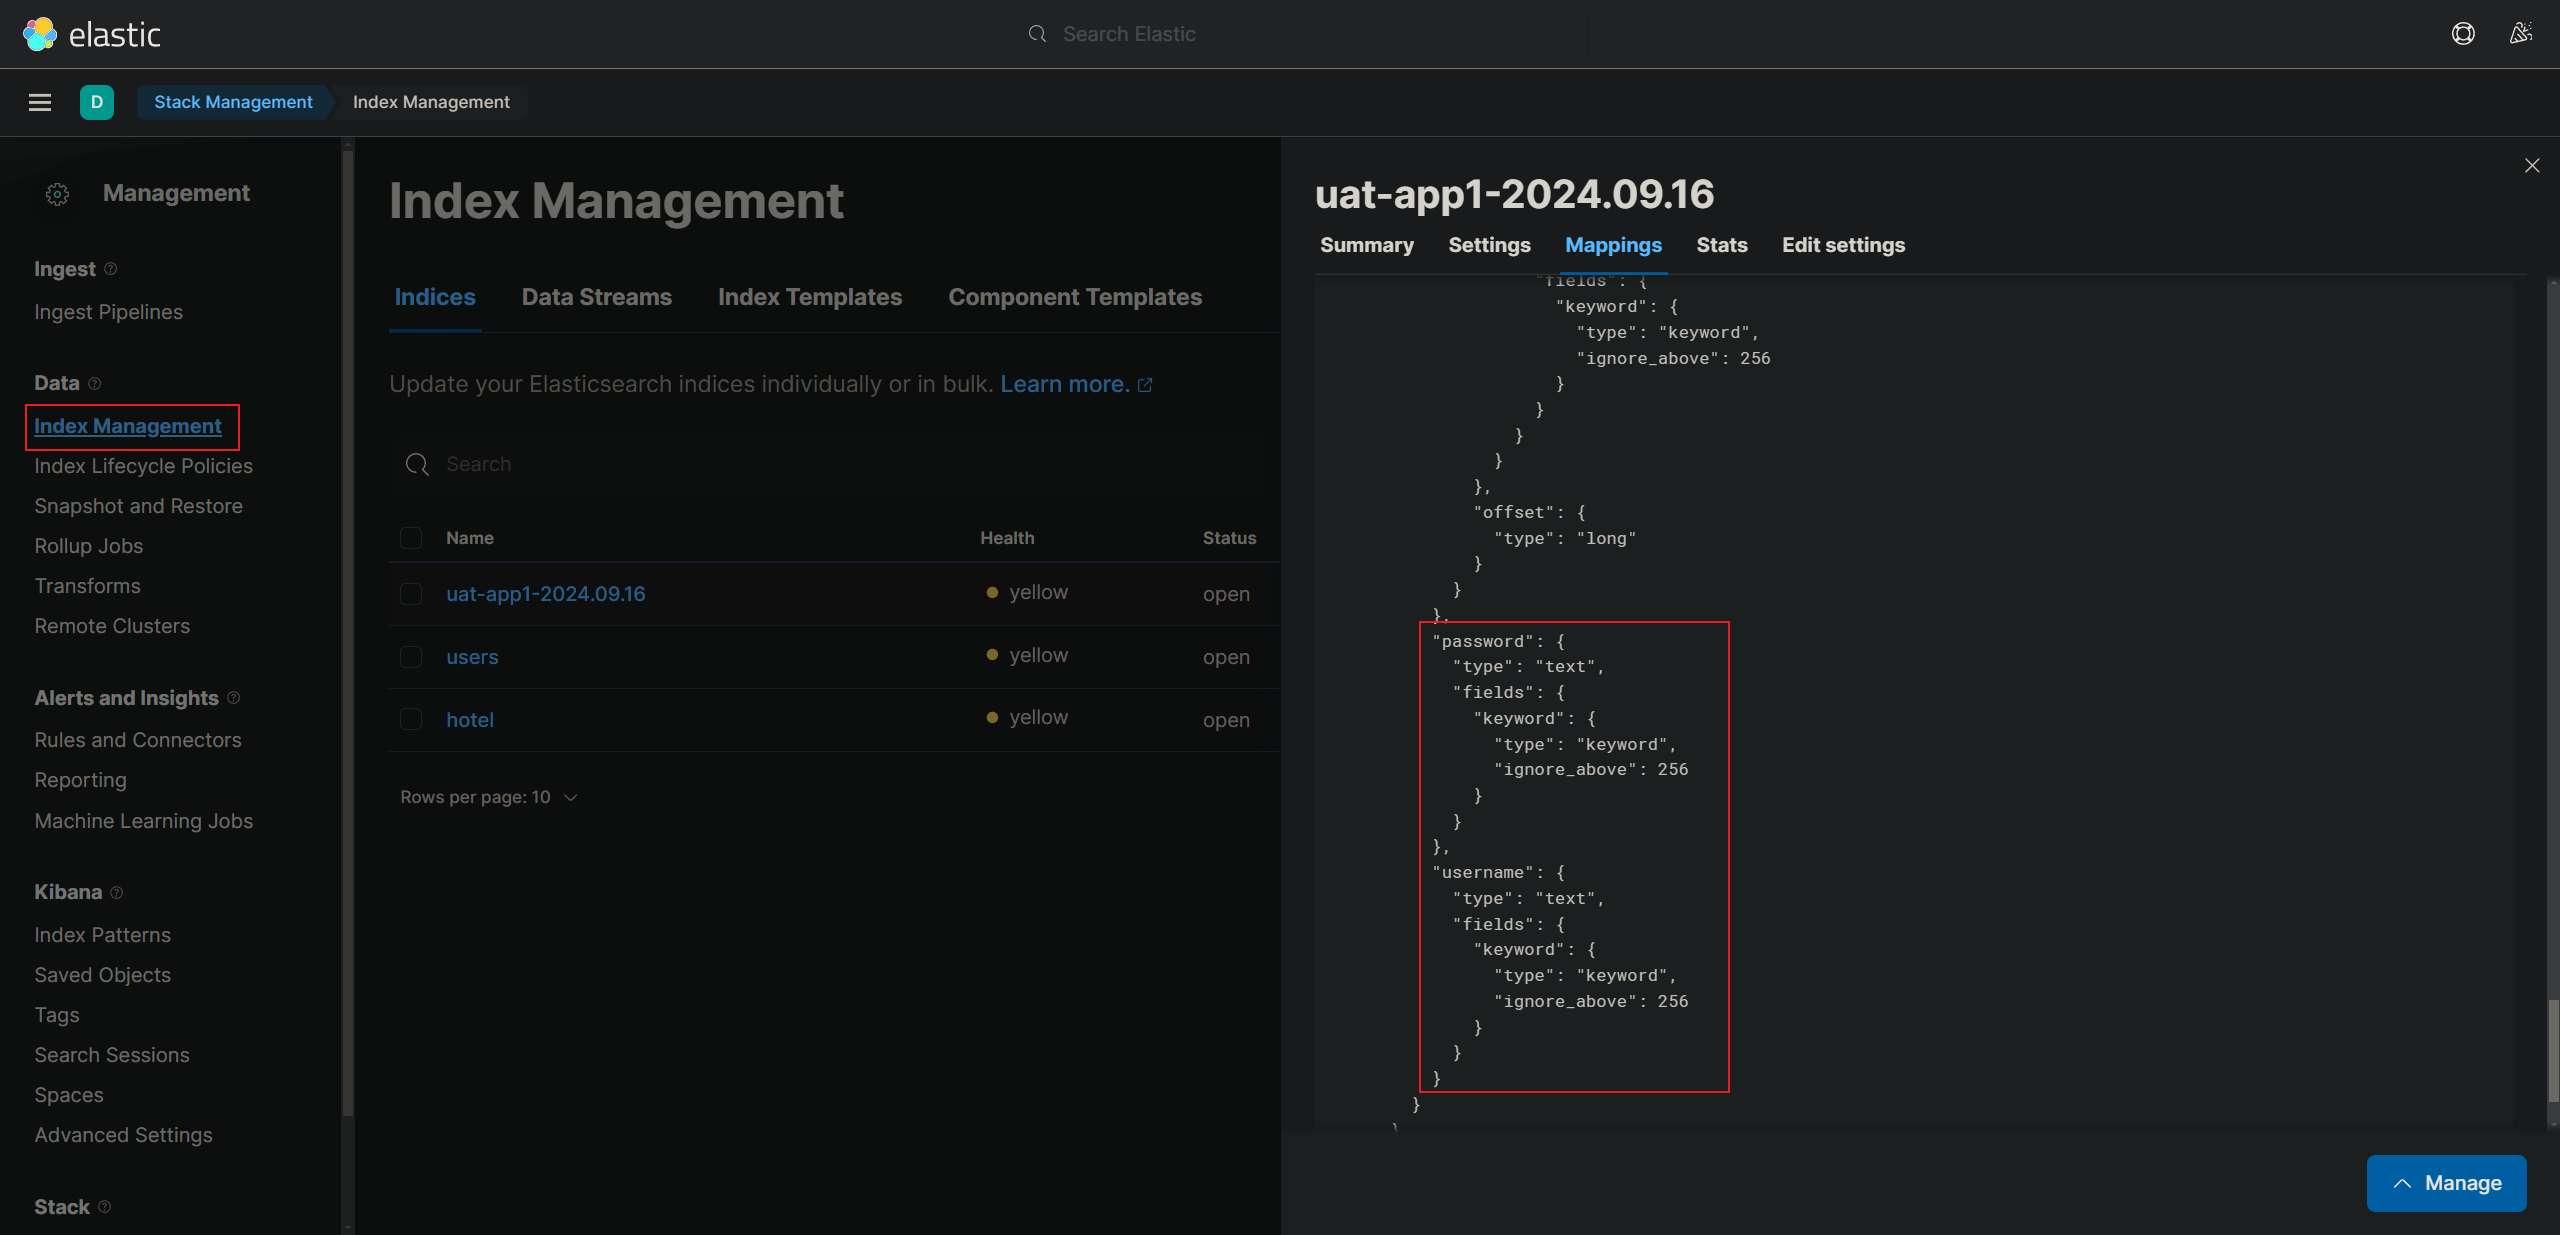 elastic
Search Elastic
D
Stack Management
Index Management
Management
Ingest
Ingest Pipelines
Data
Index Management
Index Lifecycle Policies
Snapshot and Restore
Rollup Jobs
Transforms
Remote Clusters
Alerts and Insights
Rules and Connectors
Reporting
Machine Learning Jobs
Kibana
Index Patterns
Saved Objects
Tags
Search Sessions
Spaces
Advanced Settings
Stack
Index Management
Indices Data Streams Index Templates Component Templates
Update your Elasticsearch indices individually or in bulk. Learn more.
Search
Name Health Status
uat-app1-2024.09.16 yellow open
users yellow open
hotel yellow open
Rows per page: 10
uat-app1-2024.09.16
Summary Settings Mappings Stats Edit settings
"fields": {
"keyword": {
"type": "keyword",
"ignore_above": 256
}
}
}
}
},
"offset": {
"type": "long"
}
}
},
"password": {
"type": "text",
"fields": {
"keyword": {
"type": "keyword",
"ignore_above": 256
}
}
},
"username": {
"type": "text",
"fields": {
"keyword": {
"type": "keyword",
"ignore_above": 256
}
}
}
}
}
Manage